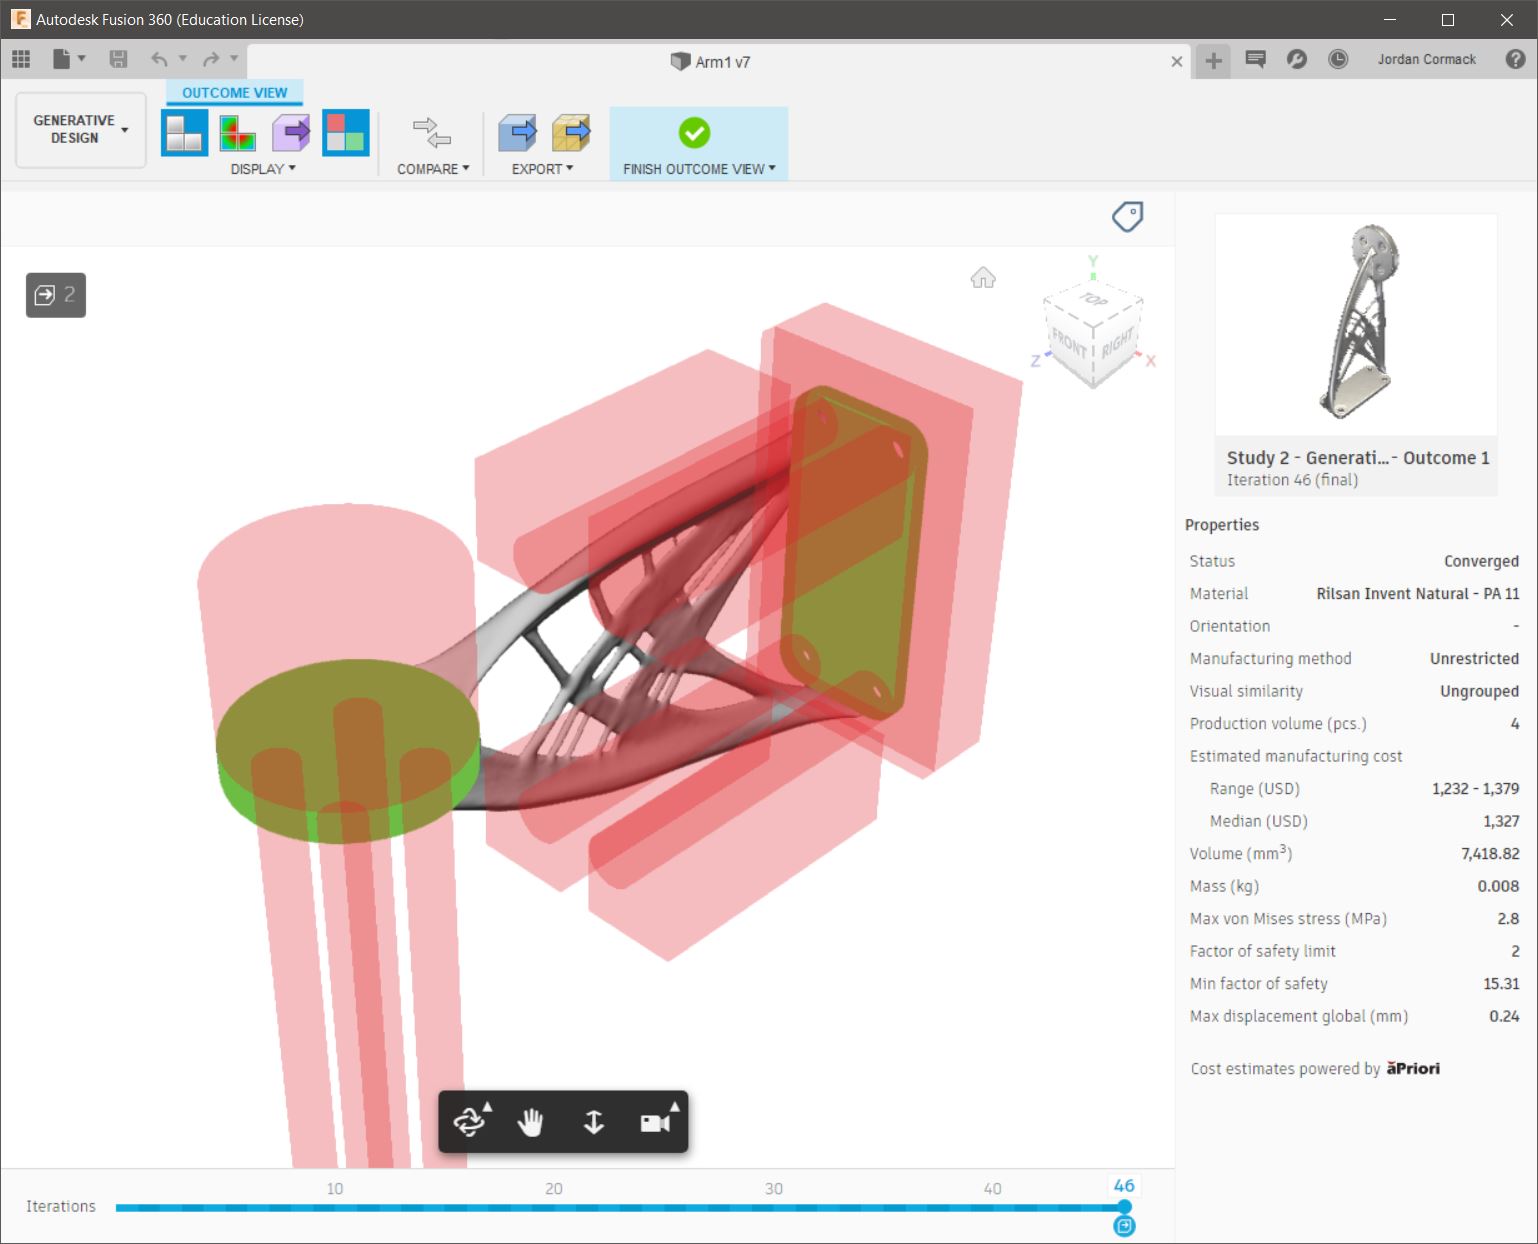 Autodesk Fusion 360 (Education License)
Arm1 v7
Jordan Cormack
GENERATIVE
DESIGN
OUTCOME VIEW
DISPLAY
COMPARE
EXPORT
FINISH OUTCOME VIEW
2
Y
TOP
FRONT
RIGHT
Z
X
Study 2 - Generati...- Outcome 1
Iteration 46 (final)
Properties
Status Converged
Material Rilsan Invent Natural - PA 11
Orientation -
Manufacturing method Unrestricted
Visual similarity Ungrouped
Production volume (pcs.) 4
Estimated manufacturing cost
Range (USD) 1,232 - 1,379
Median (USD) 1,327
Volume (mm³) 7,418.82
Mass (kg) 0.008
Max von Mises stress (MPa) 2.8
Factor of safety limit 2
Min factor of safety 15.31
Max displacement global (mm) 0.24
Cost estimates powered by aPriori
10 20 30 40 46
Iterations